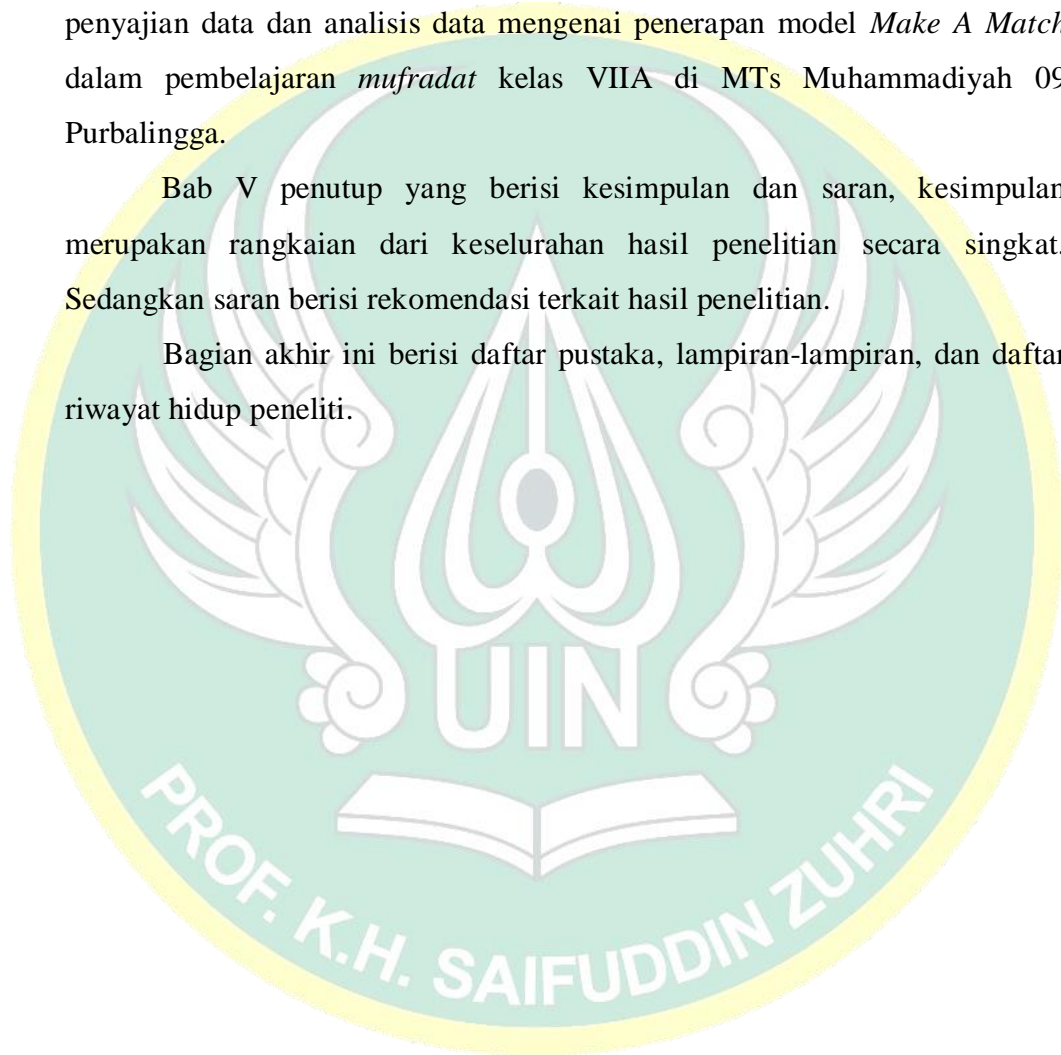 penyajian data dan analisis data mengenai penerapan model Make A Match
dalam pembelajaran mufradat kelas VIIA di MTs Muhammadiyah 09
Purbalingga.
Bab V penutup yang berisi kesimpulan dan saran, kesimpulan
merupakan rangkaian dari keselurahan hasil penelitian secara singkat.
Sedangkan saran berisi rekomendasi terkait hasil penelitian.
Bagian akhir ini berisi daftar pustaka, lampiran-lampiran, dan daftar
riwayat hidup peneliti.
UIN
PROF. K.H. SAIFUDDIN ZUHRI